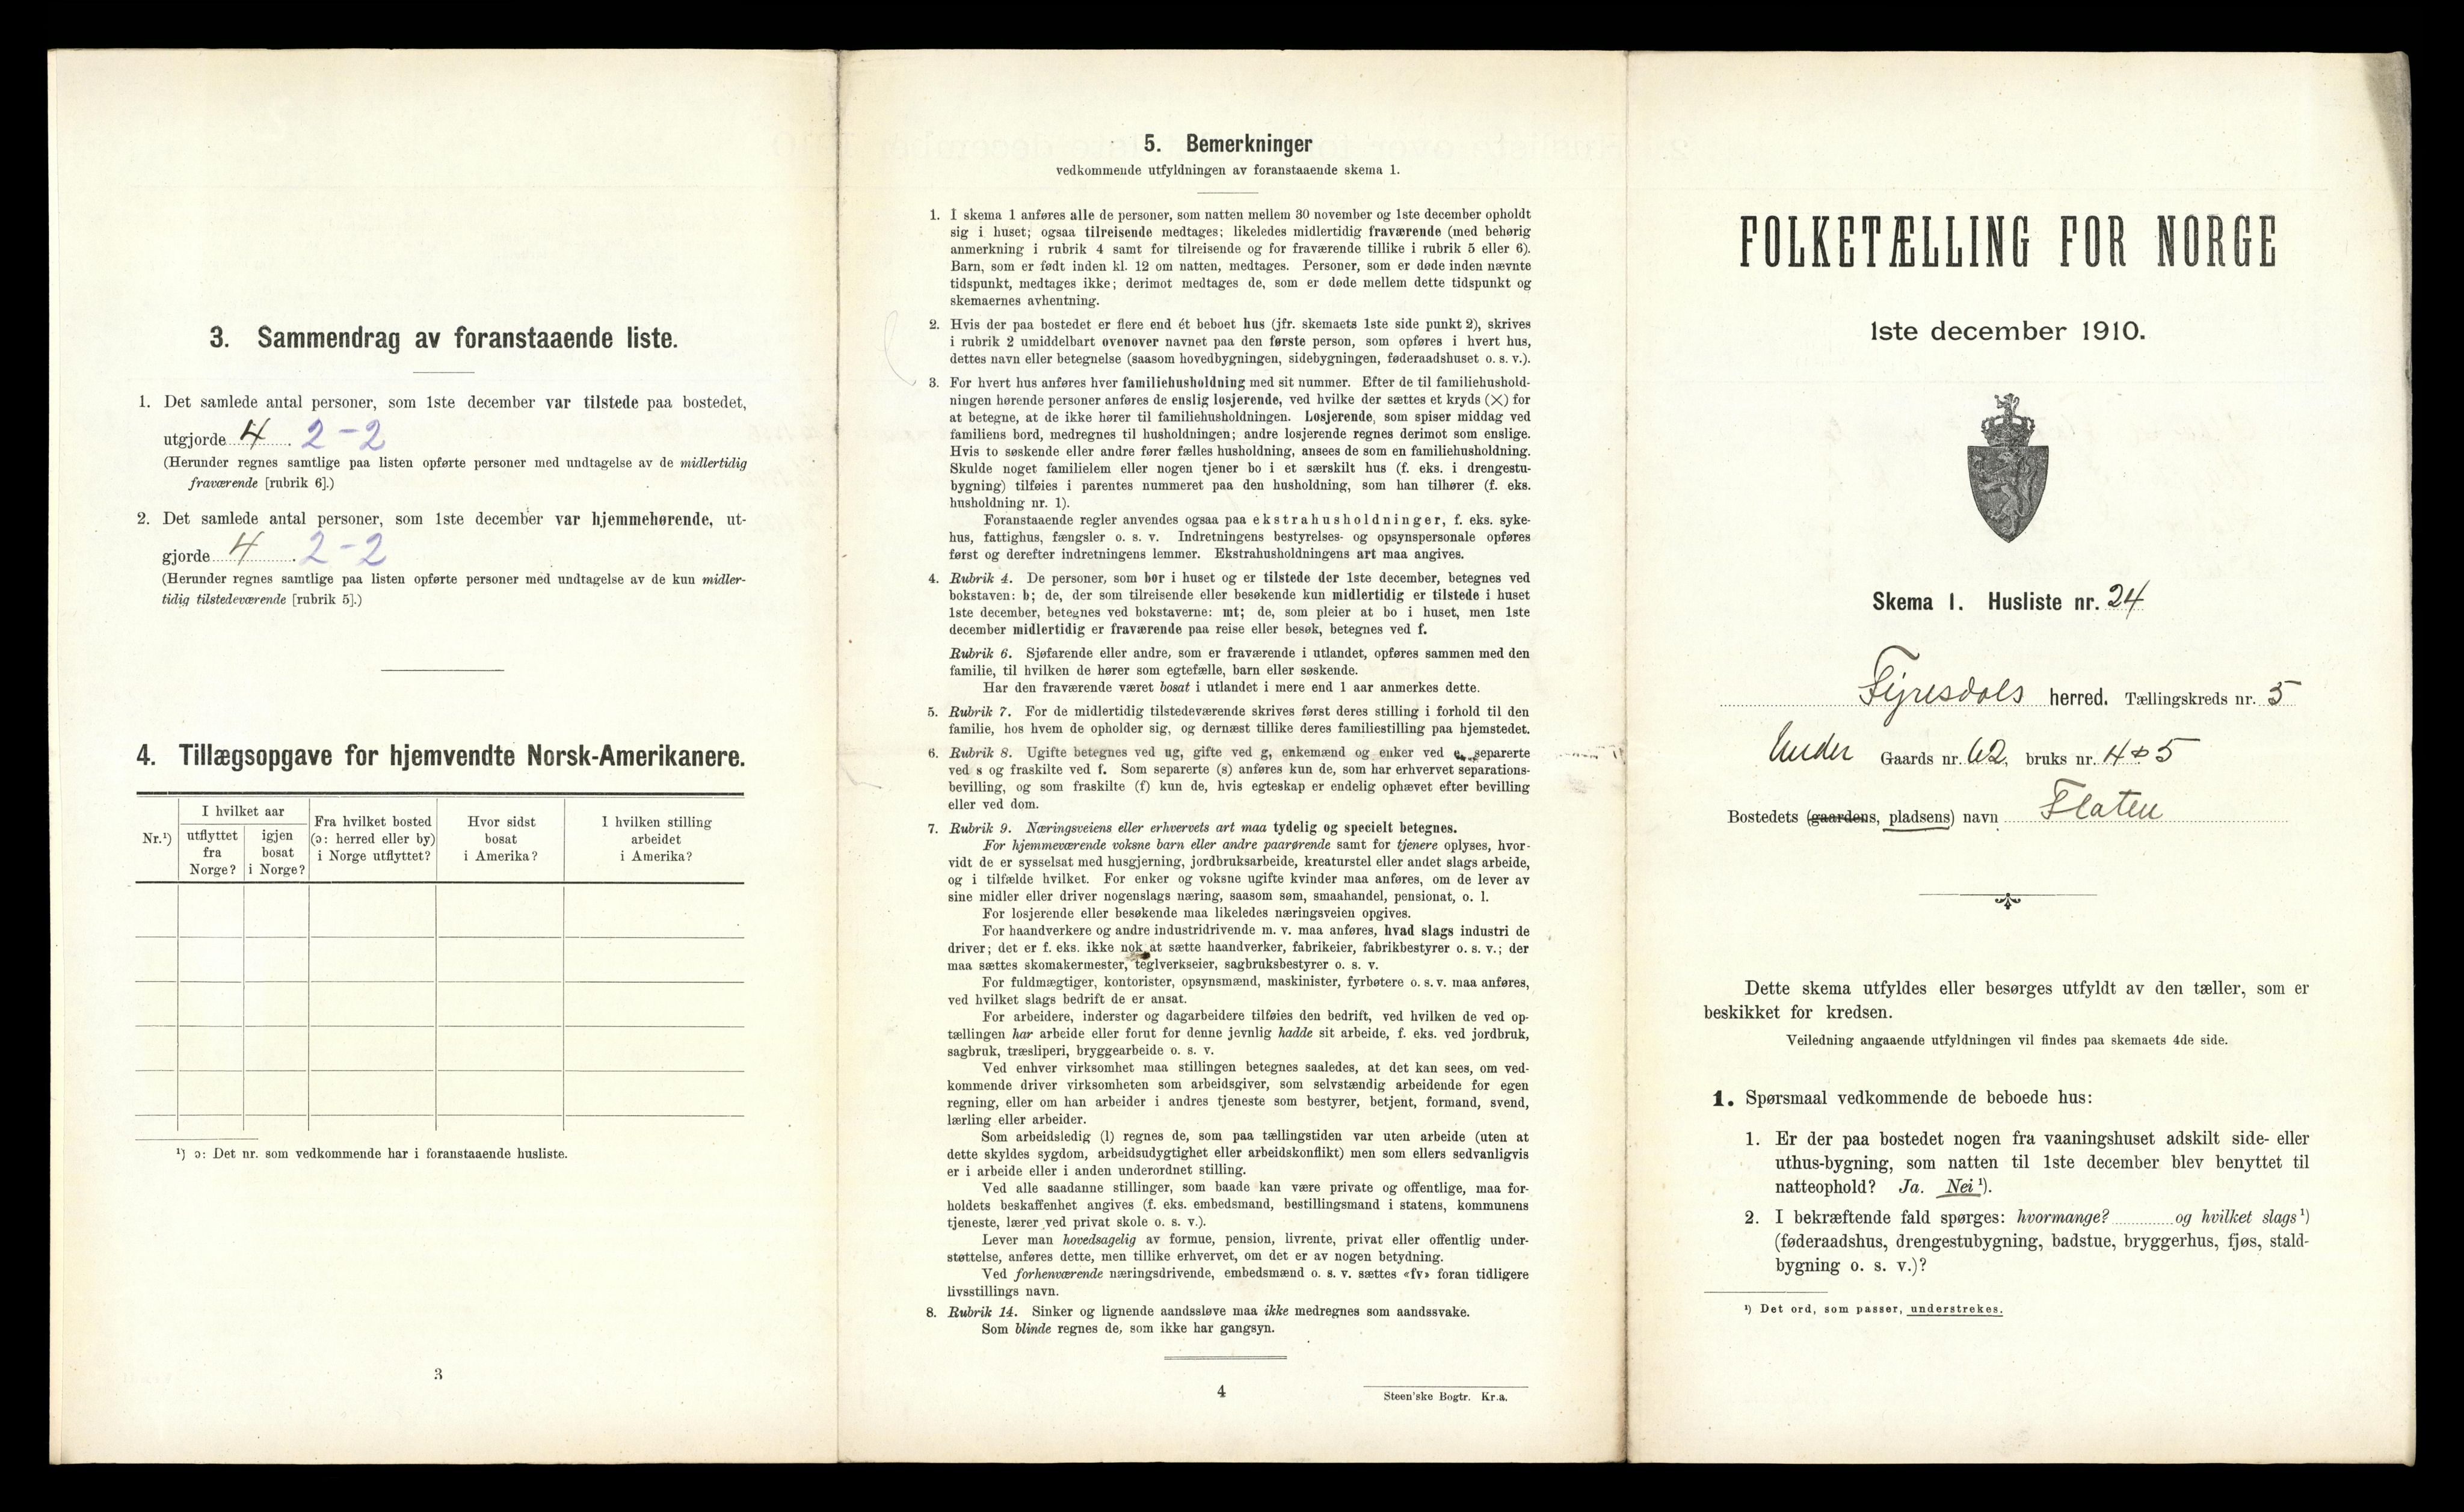 3. Sammendrag av foranstaaende liste.
1. Det samlede antal personer, som 1ste december var tilstede paa bostedet,
utgjorde 4. 2-2
(Herunder regnes samtlige paa listen opførte personer med undtagelse av de midlertidig
fraværende [rubrik 6].)
2. Det samlede antal personer, som 1ste december var hjemmehørende, ut-
gjorde 4. 2-2
(Herunder regnes samtlige paa listen opførte personer med undtagelse av de kun midler-
tidig tilstedeværende [rubrik 5].)
4. Tillægsopgave for hjemvendte Norsk-Amerikanere.
Nr.¹)
I hvilket aar
utflyttet
fra
Norge?
igjen
bosat
i Norge?
Fra hvilket bosted
(ɔ: herred eller by)
i Norge utflyttet?
Hvor sidst
bosat
i Amerika?
I hvilken stilling
arbeidet
i Amerika?
¹) ɔ: Det nr. som vedkommende har i foranstaaende husliste.
3
5. Bemerkninger
vedkommende utfyldningen av foranstaaende skema 1.
1. I skema 1 anføres alle de personer, som natten mellem 30 november og 1ste december opholdt
sig i huset; ogsaa tilreisende medtages; likeledes midlertidig fraværende (med behørig
anmerkning i rubrik 4 samt for tilreisende og for fraværende tillike i rubrik 5 eller 6).
Barn, som er født inden kl. 12 om natten, medtages. Personer, som er døde inden nævnte
tidspunkt, medtages ikke; derimot medtages de, som er døde mellem dette tidspunkt og
skemaernes avhentning.
2. Hvis der paa bostedet er flere end ét beboet hus (jfr. skemaets 1ste side punkt 2), skrives
i rubrik 2 umiddelbart ovenover navnet paa den første person, som opføres i hvert hus,
dettes navn eller betegnelse (saasom hovedbygningen, sidebygningen, føderaadshuset o. s. v.).
3. For hvert hus anføres hver familiehusholdning med sit nummer. Efter de til familiehushold-
ningen hørende personer anføres de enslig losjerende, ved hvilke der sættes et kryds (×) for
at betegne, at de ikke hører til familiehusholdningen. Losjerende, som spiser middag ved
familiens bord, medregnes til husholdningen; andre losjerende regnes derimot som enslige.
Hvis to søskende eller andre fører fælles husholdning, ansees de som en familiehusholdning.
Skulde noget familielem eller nogen tjener bo i et særskilt hus (f. eks. i drengestu-
bygning) tilføies i parentes nummeret paa den husholdning, som han tilhører (f. eks.
husholdning nr. 1).
Foranstaaende regler anvendes ogsaa paa ekstrahusholdninger, f. eks. syke-
hus, fattighus, fængsler o. s. v. Indretningens bestyrelses- og opsynspersonale opføres
først og derefter indretningens lemmer. Ekstrahusholdningens art maa angives.
4. Rubrik 4. De personer, som bor i huset og er tilstede der 1ste december, betegnes ved
bokstaven: b; de, der som tilreisende eller besøkende kun midlertidig er tilstede i huset
1ste december, betegnes ved bokstaverne: mt; de, som pleier at bo i huset, men 1ste
december midlertidig er fraværende paa reise eller besøk, betegnes ved f.
Rubrik 6. Sjøfarende eller andre, som er fraværende i utlandet, opføres sammen med den
familie, til hvilken de hører som egtefælle, barn eller søskende.
Har den fraværende været bosat i utlandet i mere end 1 aar anmerkes dette.
5. Rubrik 7. For de midlertidig tilstedeværende skrives først deres stilling i forhold til den
familie, hos hvem de opholder sig, og dernæst tillike deres familiestilling paa hjemstedet.
6. Rubrik 8. Ugifte betegnes ved ug, gifte ved g, enkemænd og enker ved e, separerte
ved s og fraskilte ved f. Som separerte (s) anføres kun de, som har erhvervet separations-
bevilling, og som fraskilte (f) kun de, hvis egteskap er endelig ophævet efter bevilling
eller ved dom.
7. Rubrik 9. Næringsveiens eller erhvervets art maa tydelig og specielt betegnes.
For hjemmeværende voksne barn eller andre paarørende samt for tjenere oplyses, hvor-
vidt de er sysselsat med husgjerning, jordbruksarbeide, kreaturstel eller andet slags arbeide,
og i tilfælde hvilket. For enker og voksne ugifte kvinder maa anføres, om de lever av
sine midler eller driver nogenslags næring, saasom søm, smaahandel, pensionat, o. l.
For losjerende eller besøkende maa likeledes næringsveien opgives.
For haandverkere og andre industridrivende m. v. maa anføres, hvad slags industri de
driver; det er f. eks. ikke nok at sætte haandverker, fabrikeier, fabrikbestyrer o. s. v.; der
maa sættes skomakermester, teglverkseier, sagbruksbestyrer o. s. v.
For fuldmægtiger, kontorister, opsynsmænd, maskinister, fyrbøtere o. s. v. maa anføres,
ved hvilket slags bedrift de er ansat.
For arbeidere, inderster og dagarbeidere tilføies den bedrift, ved hvilken de ved op-
tællingen har arbeide eller forut for denne jevnlig hadde sit arbeide, f. eks. ved jordbruk,
sagbruk, træsliperi, bryggearbeide o. s. v.
Ved enhver virksomhet maa stillingen betegnes saaledes, at det kan sees, om ved-
kommende driver virksomheten som arbeidsgiver, som selvstændig arbeidende for egen
regning, eller om han arbeider i andres tjeneste som bestyrer, betjent, formand, svend,
lærling eller arbeider.
Som arbeidsledig (l) regnes de, som paa tællingstiden var uten arbeide (uten at
dette skyldes sygdom, arbeidsudygtighet eller arbeidskonflikt) men som ellers sedvanligvis
er i arbeide eller i anden underordnet stilling.
Ved alle saadanne stillinger, som baade kan være private og offentlige, maa for-
holdets beskaffenhet angives (f. eks. embedsmand, bestillingsmand i statens, kommunens
tjeneste, lærer ved privat skole o. s. v.).
Lever man hovedsagelig av formue, pension, livrente, privat eller offentlig under-
støttelse, anføres dette, men tillike erhvervet, om det er av nogen betydning.
Ved forhenværende næringsdrivende, embedsmænd o. s. v. sættes «fv» foran tidligere
livsstillings navn.
8. Rubrik 14. Sinker og lignende aandssløve maa ikke medregnes som aandssvake.
Som blinde regnes de, som ikke har gangsyn.
4
Steen'ske Bogtr. Kr.a.
FOLKETÆLLING FOR NORGE
1ste december 1910.
Skema 1. Husliste nr. 24
Fyresdals herred. Tællingskreds nr. 5
Under Gaards nr. 62, bruks nr. 4 & 5
Bostedets (gaardens, pladsens) navn Flaten
Dette skema utfyldes eller besørges utfyldt av den tæller, som er
beskikket for kredsen.
Veiledning angaaende utfyldningen vil findes paa skemaets 4de side.
1. Spørsmaal vedkommende de beboede hus:
1. Er der paa bostedet nogen fra vaaningshuset adskilt side- eller
uthus-bygning, som natten til 1ste december blev benyttet til
natteophold? Ja. Nei ¹).
2. I bekræftende fald spørges: hvormange? og hvilket slags ¹)
(føderaadshus, drengestubygning, badstue, bryggerhus, fjøs, stald-
bygning o. s. v.)?
¹) Det ord, som passer, understrekes.